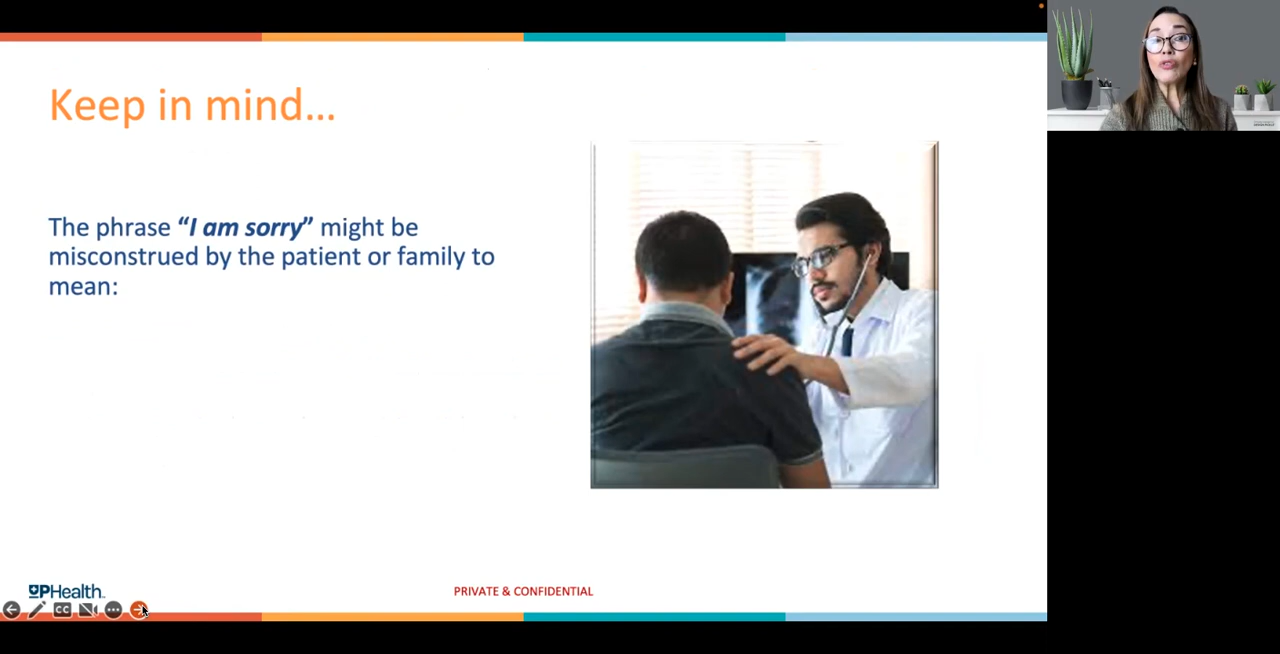 Keep in mind...
The phrase “I am sorry” might be
misconstrued by the patient or family to
mean:
UPHealth
PRIVATE & CONFIDENTIAL
CC